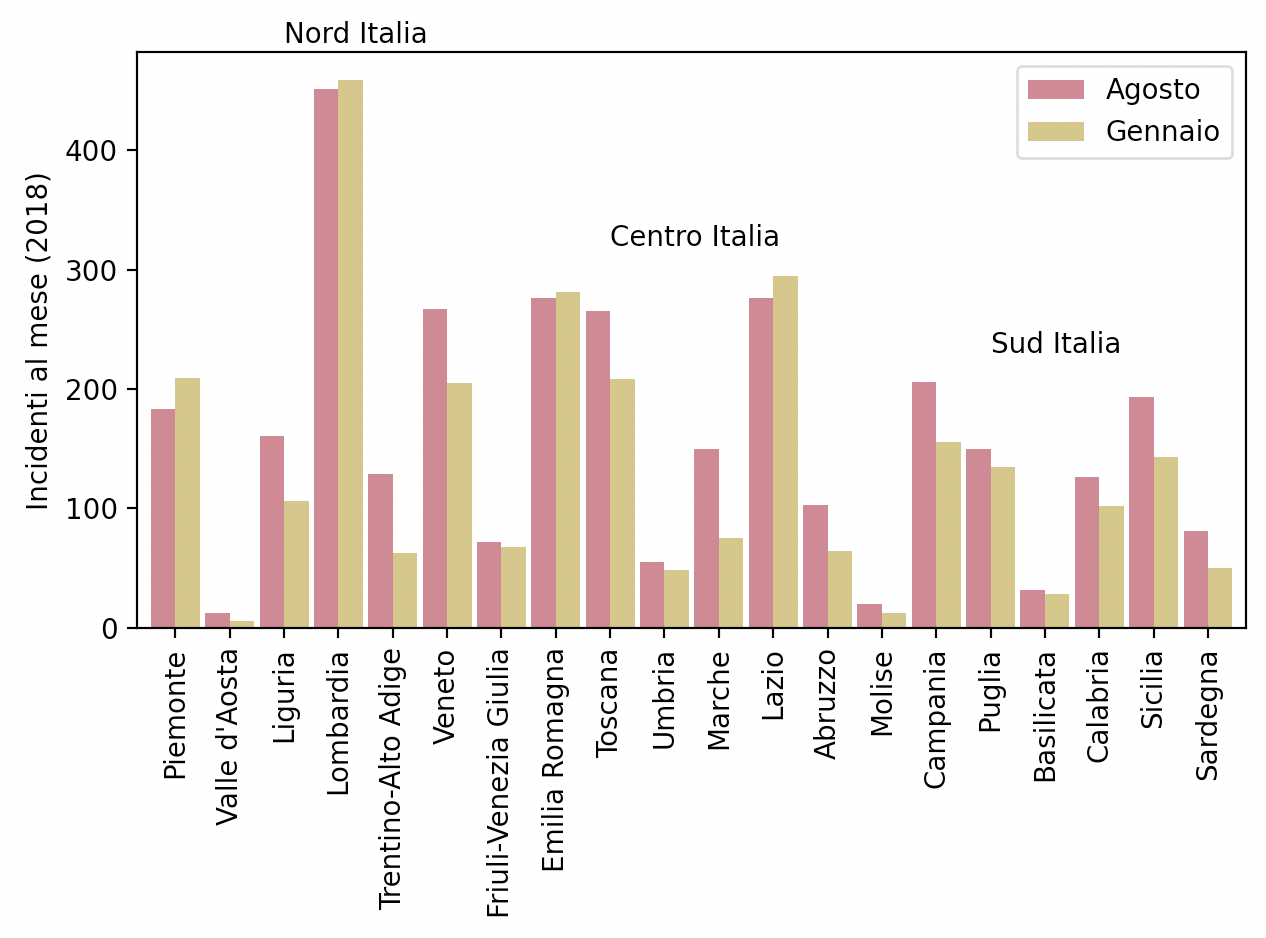 Nord Italia
Agosto
Gennaio
Centro Italia
Sud Italia
Incidenti al mese (2018)
400
300
200
100
0
Piemonte
Valle d'Aosta
Liguria
Lombardia
Trentino-Alto Adige
Veneto
Friuli-Venezia Giulia
Emilia Romagna
Toscana
Umbria
Marche
Lazio
Abruzzo
Molise
Campania
Puglia
Basilicata
Calabria
Sicilia
Sardegna